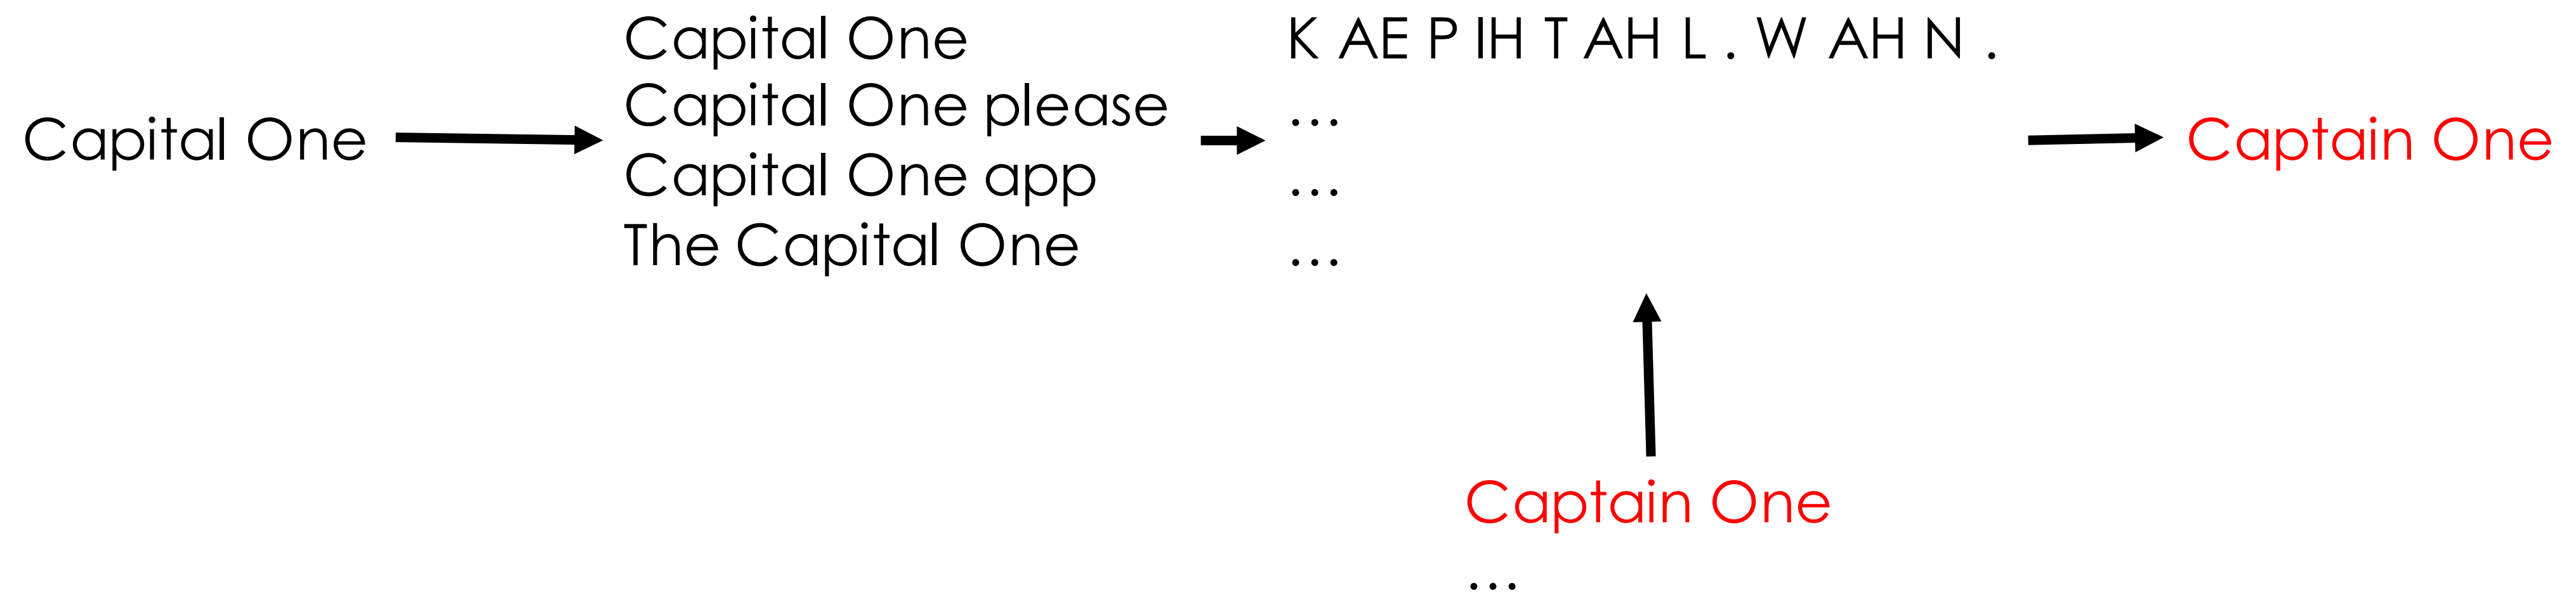 Capital One
Capital One
Capital One please
Capital One app
The Capital One
K AE P IH T AH L . W AH N .
...
...
...
Captain One
Captain One
...